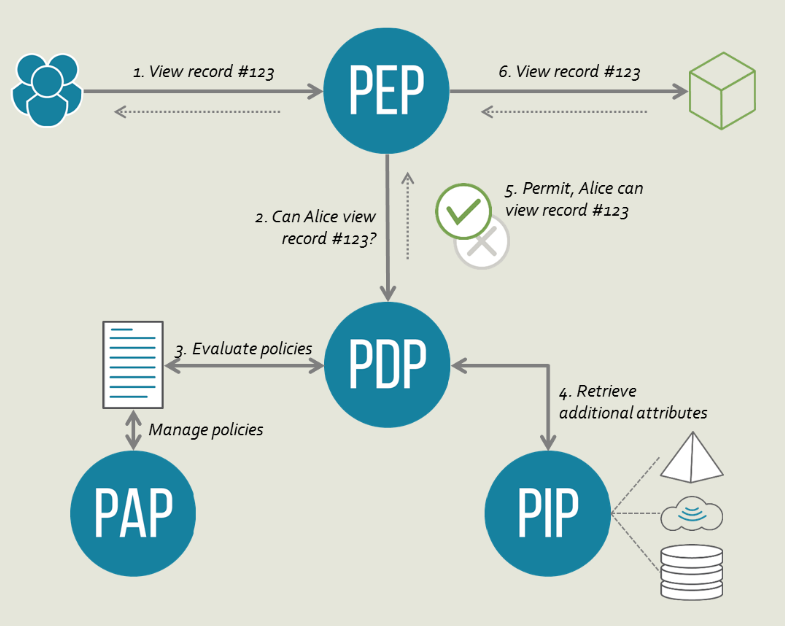 1. View record #123
PEP
6. View record #123
5. Permit, Alice can
view record #123
2. Can Alice view
record #123?
3. Evaluate policies
PDP
4. Retrieve
additional attributes
Manage policies
PAP
PIP